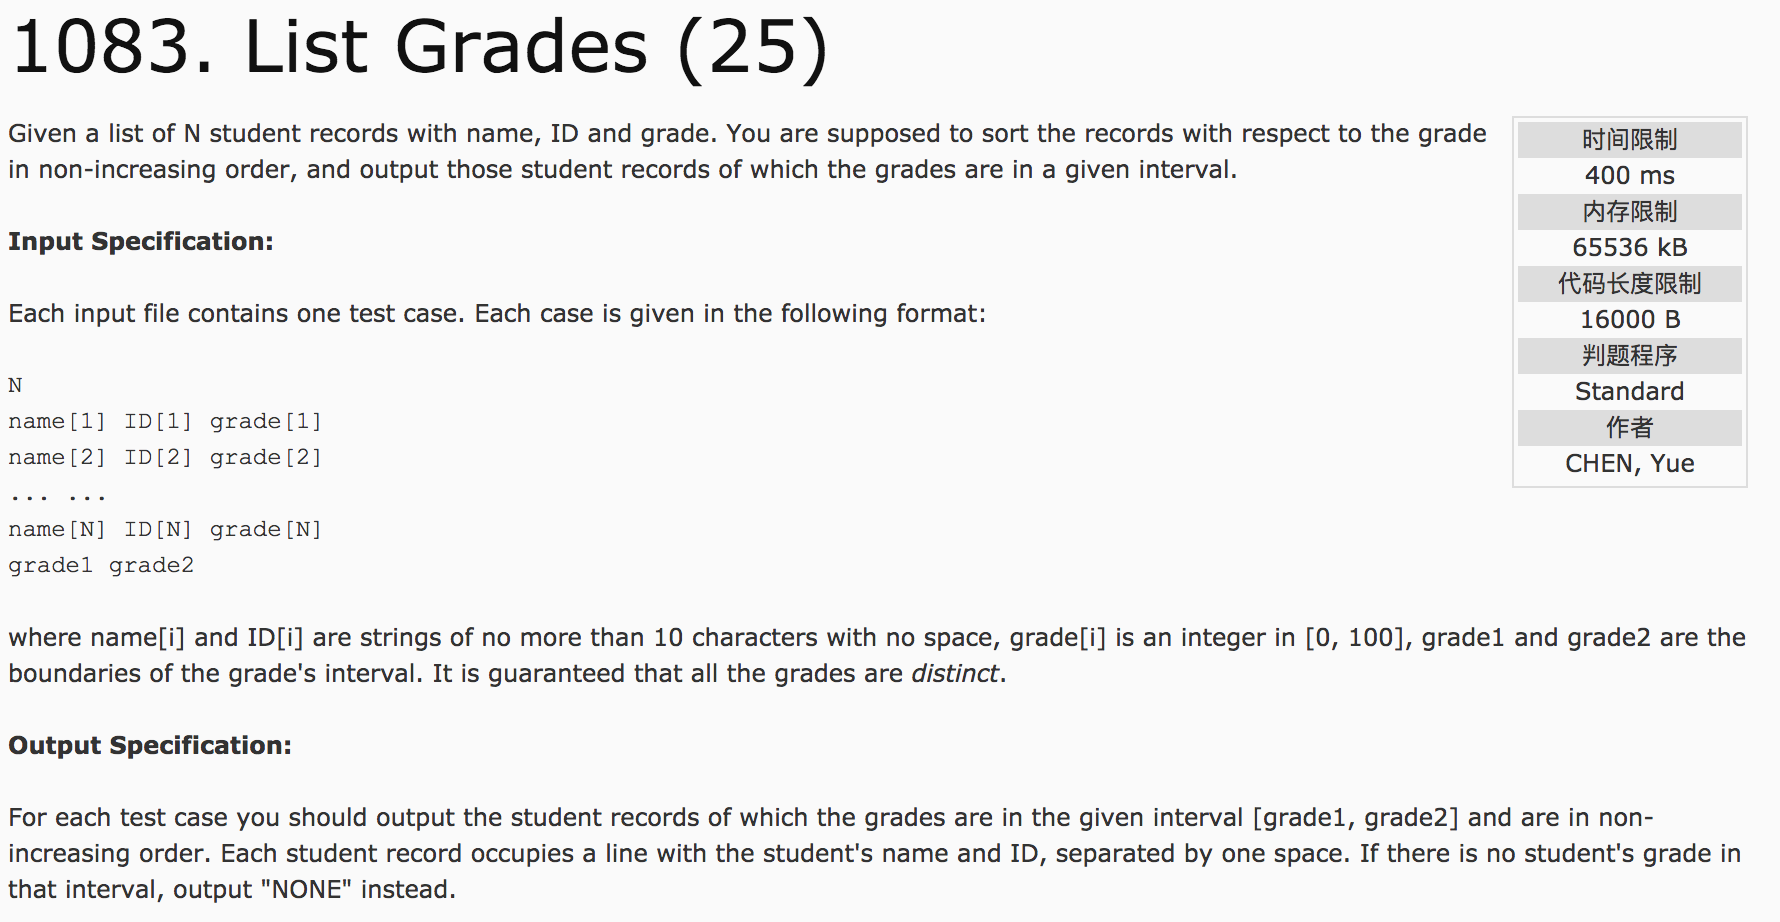 1083. List Grades (25)
Given a list of N student records with name, ID and grade. You are supposed to sort the records with respect to the grade
in non-increasing order, and output those student records of which the grades are in a given interval.
时间限制
400 ms
内存限制
65536 kB
代码长度限制
16000 B
判题程序
Standard
作者
CHEN, Yue
Input Specification:
Each input file contains one test case. Each case is given in the following format:
N
name[1] ID[1] grade[1]
name[2] ID[2] grade[2]
... ...
name[N] ID[N] grade[N]
grade1 grade2
where name[i] and ID[i] are strings of no more than 10 characters with no space, grade[i] is an integer in [0, 100], grade1 and grade2 are the
boundaries of the grade's interval. It is guaranteed that all the grades are distinct.
Output Specification:
For each test case you should output the student records of which the grades are in the given interval [grade1, grade2] and are in non-
increasing order. Each student record occupies a line with the student's name and ID, separated by one space. If there is no student's grade in
that interval, output "NONE" instead.